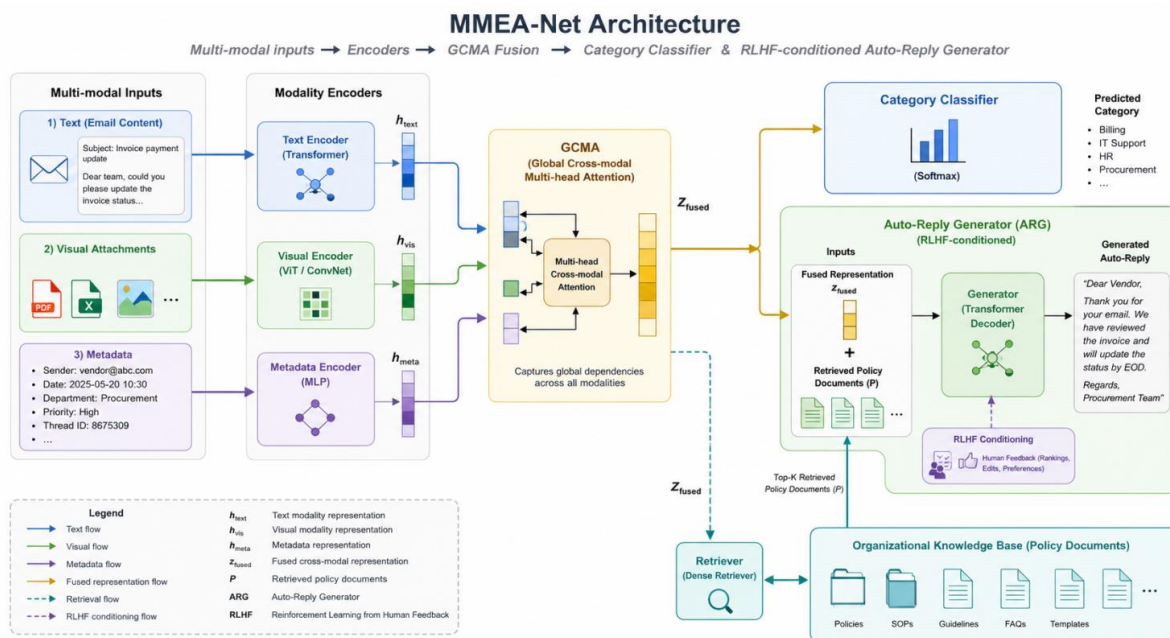 MMEA-Net Architecture
Multi-modal inputs → Encoders → GCMA Fusion → Category Classifier & RLHF-conditioned Auto-Reply Generator
Multi-modal Inputs
1) Text (Email Content)
Subject: Invoice payment
update
Dear team, could you
please update the
invoice status...
2) Visual Attachments
PDF
X
...
3) Metadata
• Sender: vendor@abc.com
• Date: 2025-05-20 10:30
• Department: Procurement
• Priority: High
• Thread ID: 8675309
• ...
Modality Encoders
Text Encoder
(Transformer)
h_text
Visual Encoder
(ViT / ConvNet)
h_vis
Metadata Encoder
(MLP)
h_meta
GCMA
(Global Cross-modal
Multi-head Attention)
Multi-head
Cross-modal
Attention
Captures global dependencies
across all modalities
Z_fused
Z_fused
Category Classifier
(Softmax)
Predicted
Category
• Billing
• IT Support
• HR
• Procurement
• ...
Auto-Reply Generator (ARG)
(RLHF-conditioned)
Inputs
Fused Representation
z_fused
+
Retrieved Policy
Documents (P)
...
Generator
(Transformer
Decoder)
Generated
Auto-Reply
"Dear Vendor,
Thank you for
your email. We
have reviewed
the invoice and
will update the
status by EOD.
Regards,
Procurement Team"
RLHF Conditioning
Human Feedback (Rankings,
Edits, Preferences)
Top-K Retrieved
Policy Documents (P)
Retriever
(Dense Retriever)
Organizational Knowledge Base (Policy Documents)
Policies
SOPs
Guidelines
FAQs
Templates
...
Legend
Text flow
Visual flow
Metadata flow
Fused representation flow
Retrieval flow
RLHF conditioning flow
h_text Text modality representation
h_vis Visual modality representation
h_meta Metadata representation
z_fused Fused cross-modal representation
P Retrieved policy documents
ARG Auto-Reply Generator
RLHF Reinforcement Learning from Human Feedback